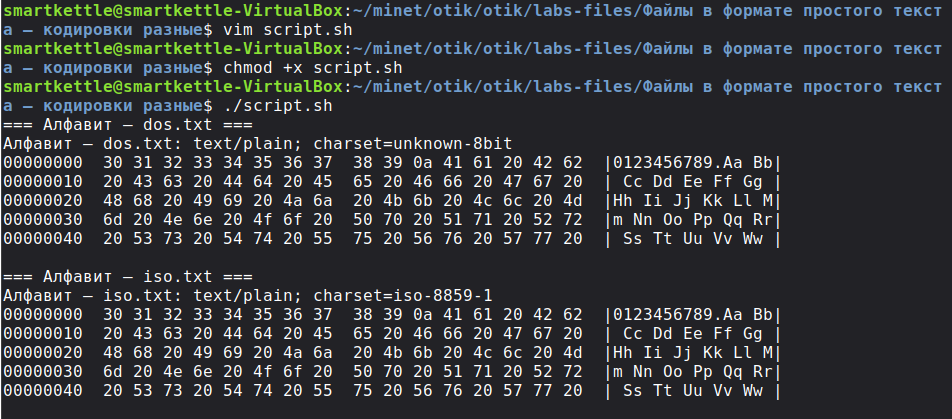 smartkettle@smartkettle-VirtualBox:~/minet/otik/otik/labs-files/Файлы в формате простого текст
а — кодировки разные$ vim script.sh
smartkettle@smartkettle-VirtualBox:~/minet/otik/otik/labs-files/Файлы в формате простого текст
а — кодировки разные$ chmod +x script.sh
smartkettle@smartkettle-VirtualBox:~/minet/otik/otik/labs-files/Файлы в формате простого текст
а — кодировки разные$ ./script.sh
=== Алфавит — dos.txt ===
Алфавит — dos.txt: text/plain; charset=unknown-8bit
00000000  30 31 32 33 34 35 36 37  38 39 0a 41 61 20 42 62  |0123456789.Aa Bb|
00000010  20 43 63 20 44 64 20 45  65 20 46 66 20 47 67 20  | Cc Dd Ee Ff Gg |
00000020  48 68 20 49 69 20 4a 6a  20 4b 6b 20 4c 6c 20 4d  |Hh Ii Jj Kk Ll M|
00000030  6d 20 4e 6e 20 4f 6f 20  50 70 20 51 71 20 52 72  |m Nn Oo Pp Qq Rr|
00000040  20 53 73 20 54 74 20 55  75 20 56 76 20 57 77 20  | Ss Tt Uu Vv Ww |
=== Алфавит — iso.txt ===
Алфавит — iso.txt: text/plain; charset=iso-8859-1
00000000  30 31 32 33 34 35 36 37  38 39 0a 41 61 20 42 62  |0123456789.Aa Bb|
00000010  20 43 63 20 44 64 20 45  65 20 46 66 20 47 67 20  | Cc Dd Ee Ff Gg |
00000020  48 68 20 49 69 20 4a 6a  20 4b 6b 20 4c 6c 20 4d  |Hh Ii Jj Kk Ll M|
00000030  6d 20 4e 6e 20 4f 6f 20  50 70 20 51 71 20 52 72  |m Nn Oo Pp Qq Rr|
00000040  20 53 73 20 54 74 20 55  75 20 56 76 20 57 77 20  | Ss Tt Uu Vv Ww |